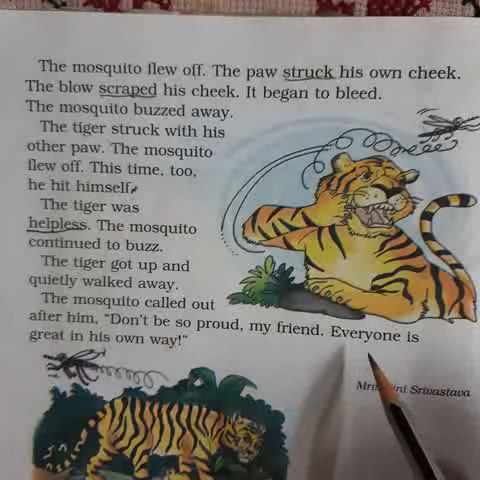 The mosquito flew off. The paw struck his own cheek.
The blow scraped his cheek. It began to bleed.
The mosquito buzzed away.
The tiger struck with his
other paw. The mosquito
flew off. This time, too,
he hit himself.
The tiger was
helpless. The mosquito
continued to buzz.
The tiger got up and
quietly walked away.
The mosquito called out
after him, "Don't be so proud, my friend. Everyone is
great in his own way!"
Srivastava